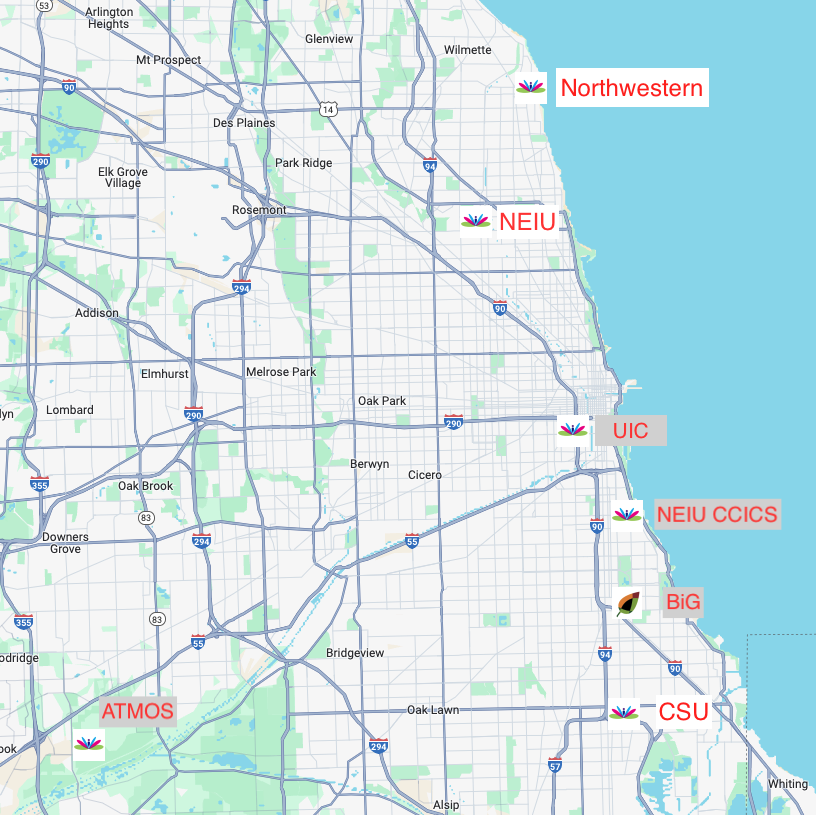 53
Arlington
Heights
Glenview
Wilmette
Mt Prospect
90
Northwestern
14
Des Plaines
290
94
Park Ridge
Elk Grove
Village
Rosemont
NEIU
294
90
Addison
Elmhurst
Melrose Park
Oak Park
lyn
Lombard
290
290
UIC
Berwyn
Cicero
355
Oak Brook
83
90
NEIU CCICS
Downers
Grove
294
55
BiG
355
83
55
Bridgeview
94
90
odridge
ATMOS
Oak Lawn
CSU
ook
294
57
Whiting
Alsip